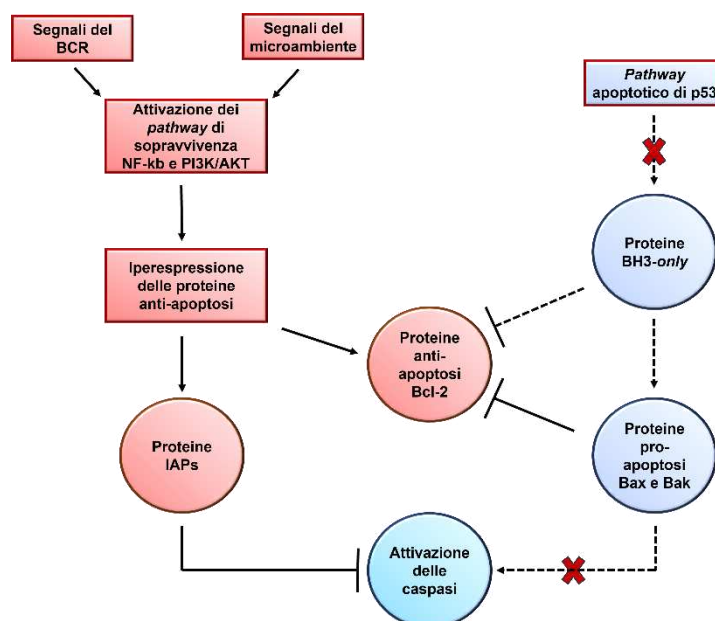 Segnali del
BCR
Segnali del
microambiente
Pathway
apoptotico di p53
Attivazione dei
pathway di
sopravvivenza
NF-kb e PI3K/AKT
Proteine
BH3-only
Iperespressione
delle proteine
anti-apoptosi
Proteine
anti-
apoptosi
Bcl-2
Proteine
IAPs
Proteine
pro-
apoptosi
Bax e Bak
Attivazione
delle
caspasi